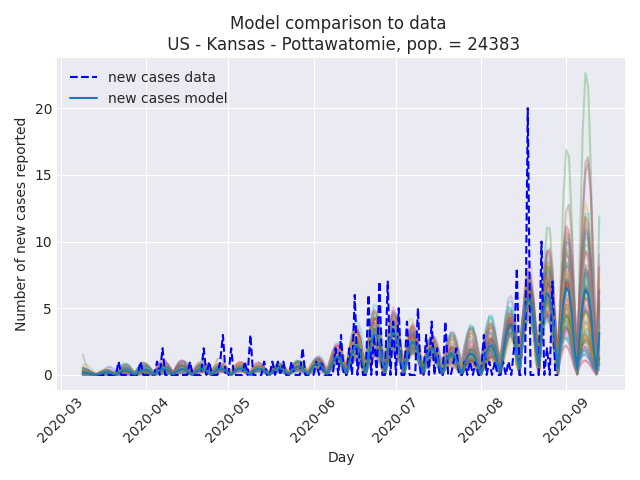 Model comparison to data
US - Kansas - Pottawatomie, pop. = 24383
new cases data
new cases model
Number of new cases reported
20
15
10
5
0
2020-03
2020-04
2020-05
2020-06
2020-07
2020-08
2020-09
Day